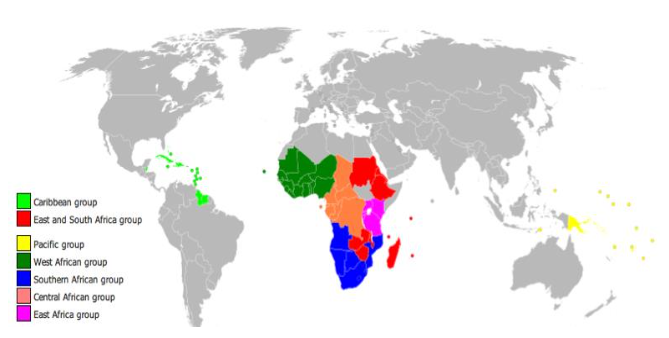 Caribbean group
East and South Africa group
Pacific group
West African group
Southern African group
Central African group
East Africa group